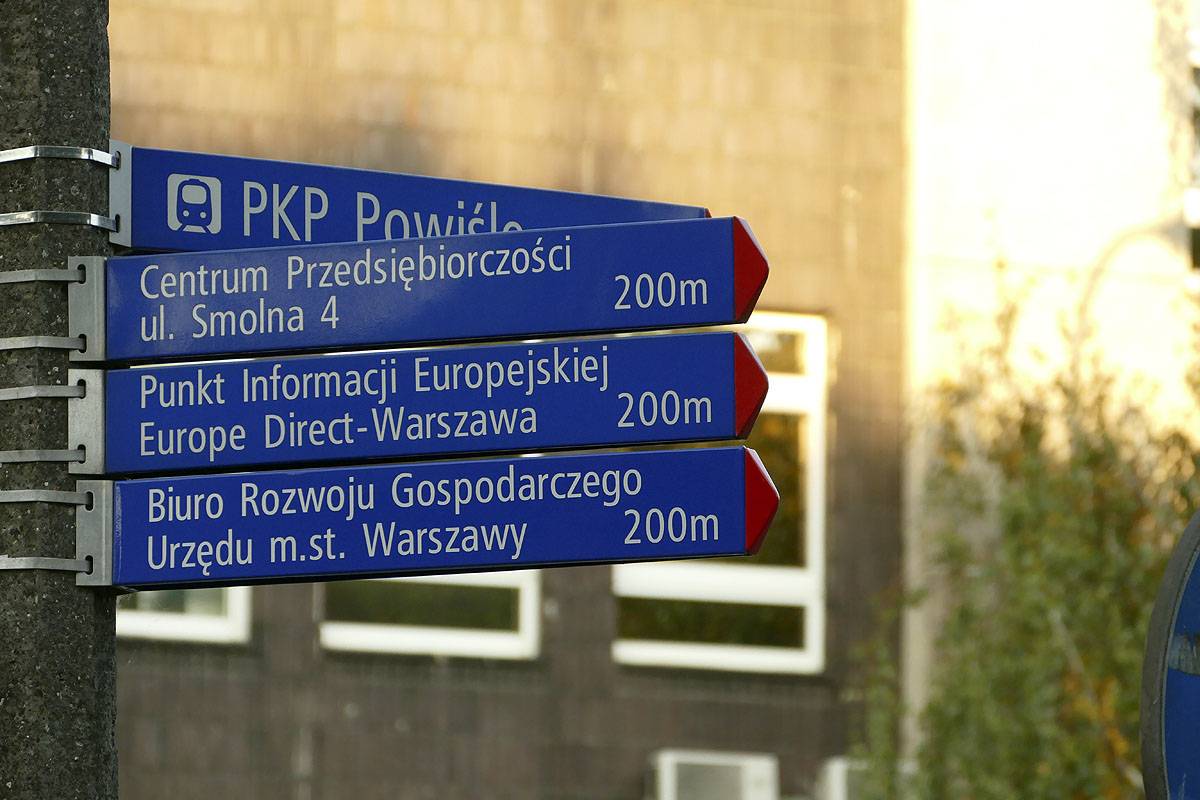 PKP Powiśle
Centrum Przedsiębiorczości
ul. Smolna 4
200m
Punkt Informacji Europejskiej
Europe Direct-Warszawa
200m
Biuro Rozwoju Gospodarczego
Urzędu m.st. Warszawy
200m